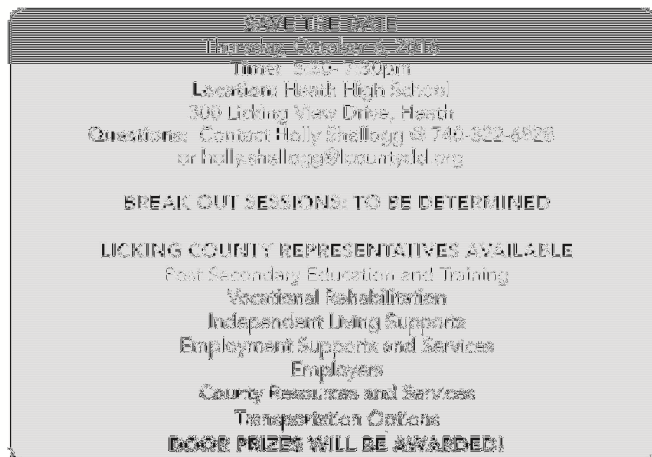 SAVE THE DATE
Thursday, October 6, 2016
Time: 5:30-7:30pm
Location: Heath High School
300 Licking View Drive, Heath
Questions: Contact Holly Shellogg @ 740-322-
or holly.shellogg@lcountydd.org
BREAK OUT SESSIONS: TO BE DETERMINED
LICKING COUNTY REPRESENTATIVES AVAILABLE
Post Secondary Education and Training
Vocational Rehabilitation
Independent Living Supports
Employment Supports and Services
Employers
County Resources and Services
Transportation Options
DOOR PRIZES WILL BE AWARDED!